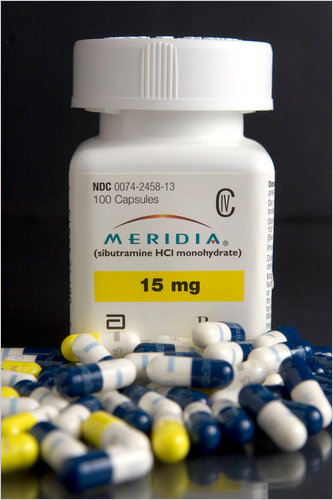 NDC 0074-2458-13
100 Capsules
CIV
MERIDIA®
(sibutramine HCl monohydrate)
15 mg
a